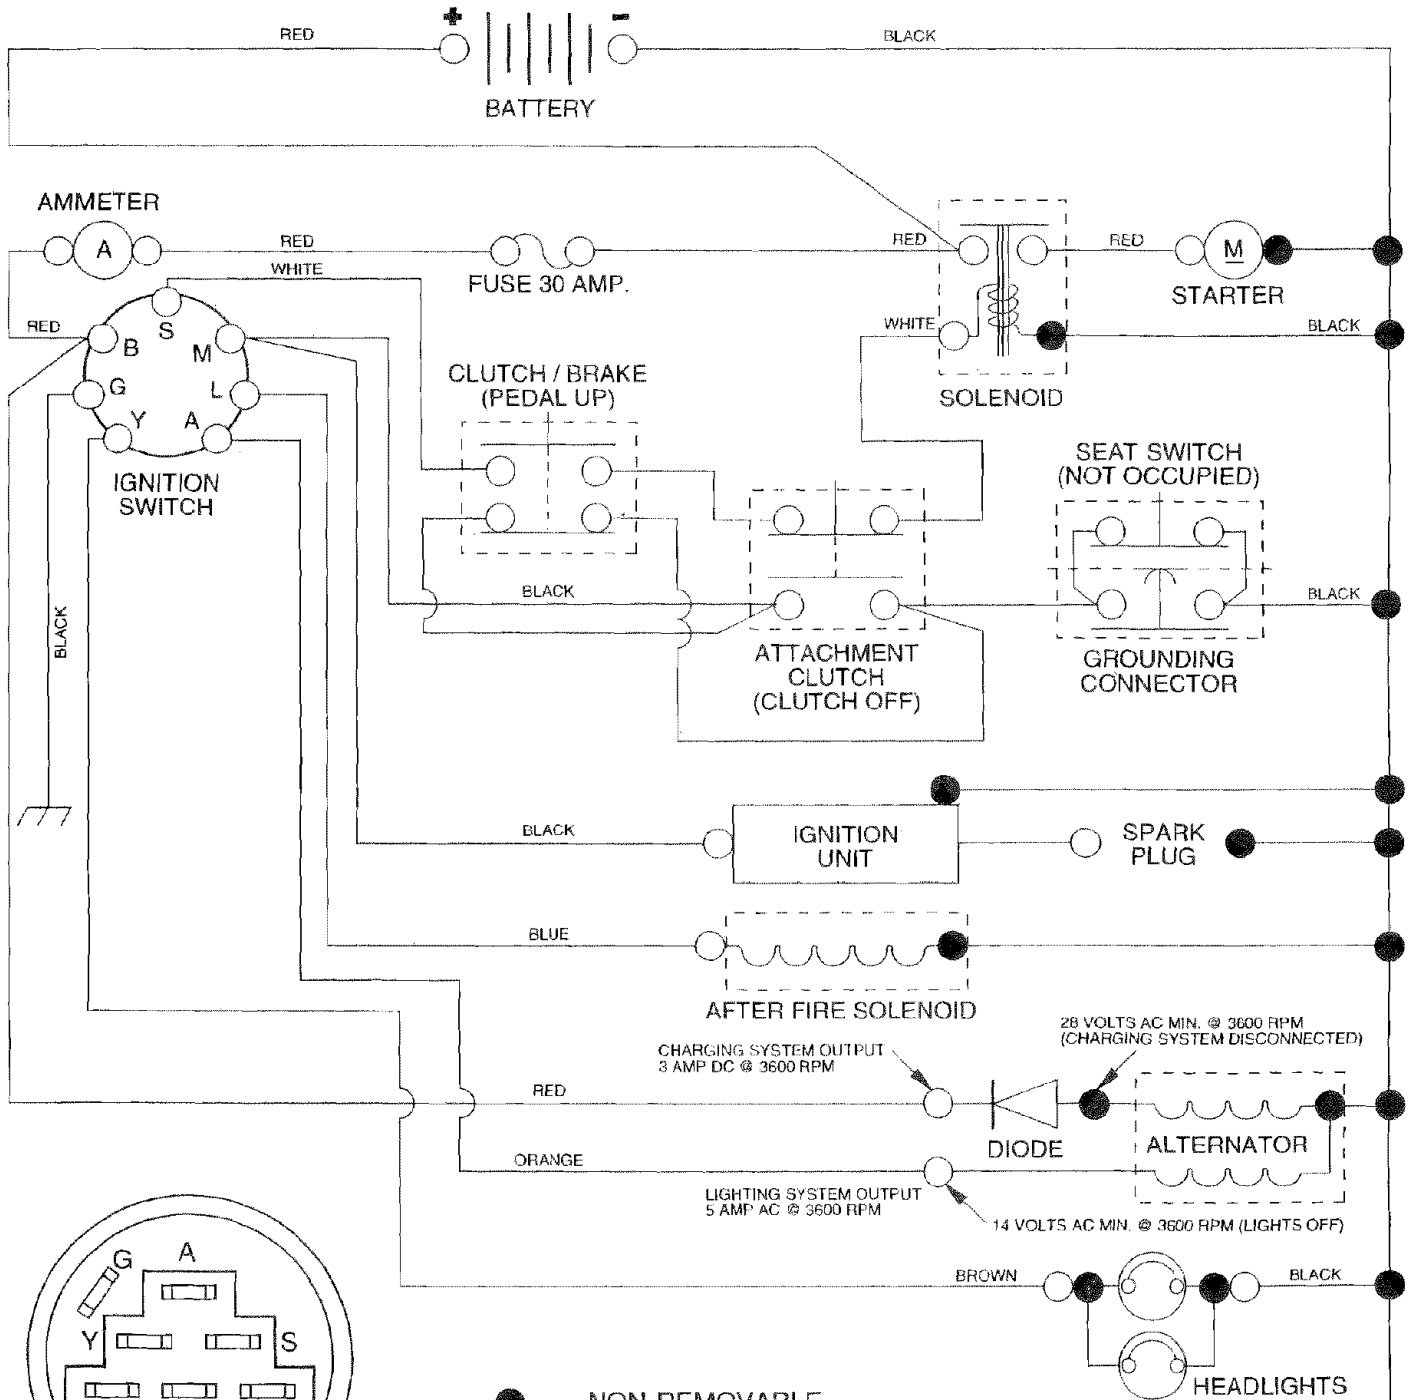 + -
RED
BLACK
BATTERY
AMMETER
A
RED
WHITE
FUSE 30 AMP.
RED
RED
M
STARTER
RED
S
B
M
G
L
Y
A
IGNITION
SWITCH
WHITE
BLACK
SOLENOID
CLUTCH / BRAKE
(PEDAL UP)
SEAT SWITCH
(NOT OCCUPIED)
BLACK
BLACK
BLACK
ATTACHMENT
CLUTCH
(CLUTCH OFF)
GROUNDING
CONNECTOR
BLACK
IGNITION
UNIT
SPARK
PLUG
BLUE
AFTER FIRE SOLENOID
28 VOLTS AC MIN. @ 3600 RPM
(CHARGING SYSTEM DISCONNECTED)
CHARGING SYSTEM OUTPUT
3 AMP DC @ 3600 RPM
RED
DIODE
ALTERNATOR
ORANGE
LIGHTING SYSTEM OUTPUT
5 AMP AC @ 3600 RPM
14 VOLTS AC MIN. @ 3600 RPM (LIGHTS OFF)
BROWN
BLACK
HEADLIGHTS
G
A
Y
S
NON-REMOVABLE